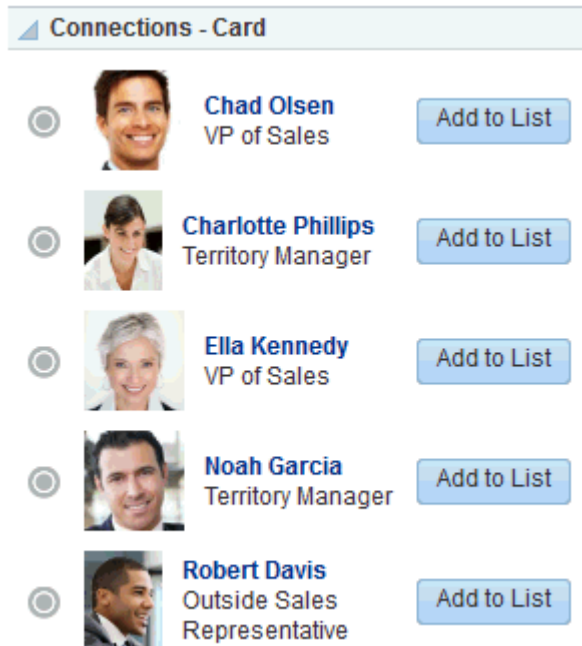 Connections - Card
Chad Olsen
VP of Sales
Add to List
Charlotte Phillips
Territory Manager
Add to List
Ella Kennedy
VP of Sales
Add to List
Noah Garcia
Territory Manager
Add to List
Robert Davis
Outside Sales
Representative
Add to List